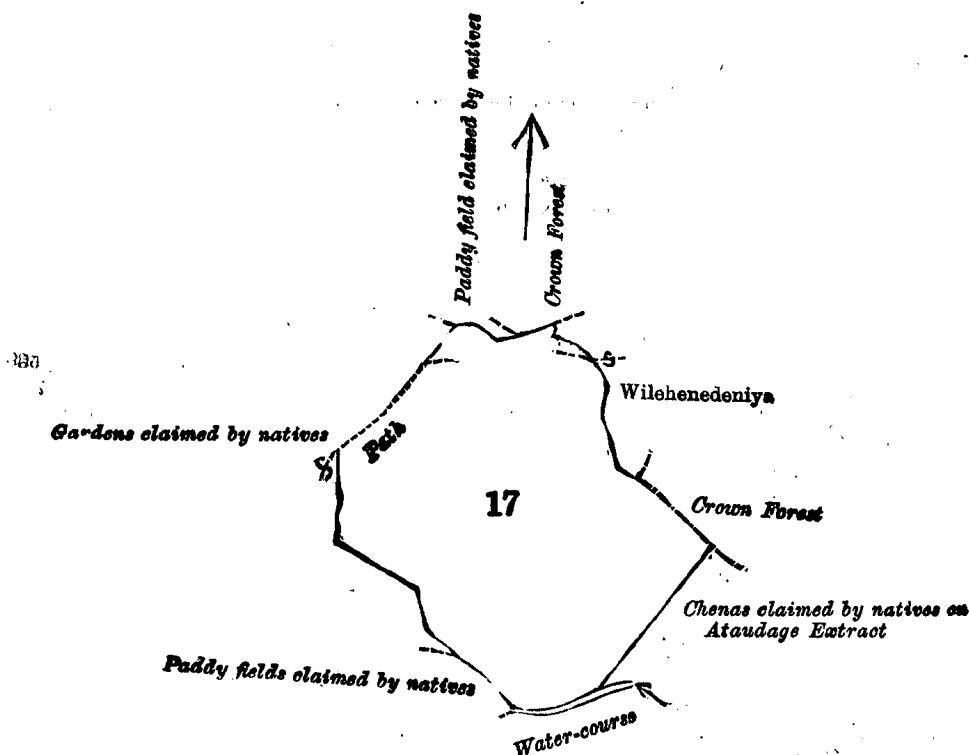 Paddy field claimed by natives
Crown Forest
Wilehenedeniya
Gardens claimed by natives
Path
17
Crown Forest
Chenas claimed by natives on
Ataudage Extract
Paddy fields claimed by natives
Water-course